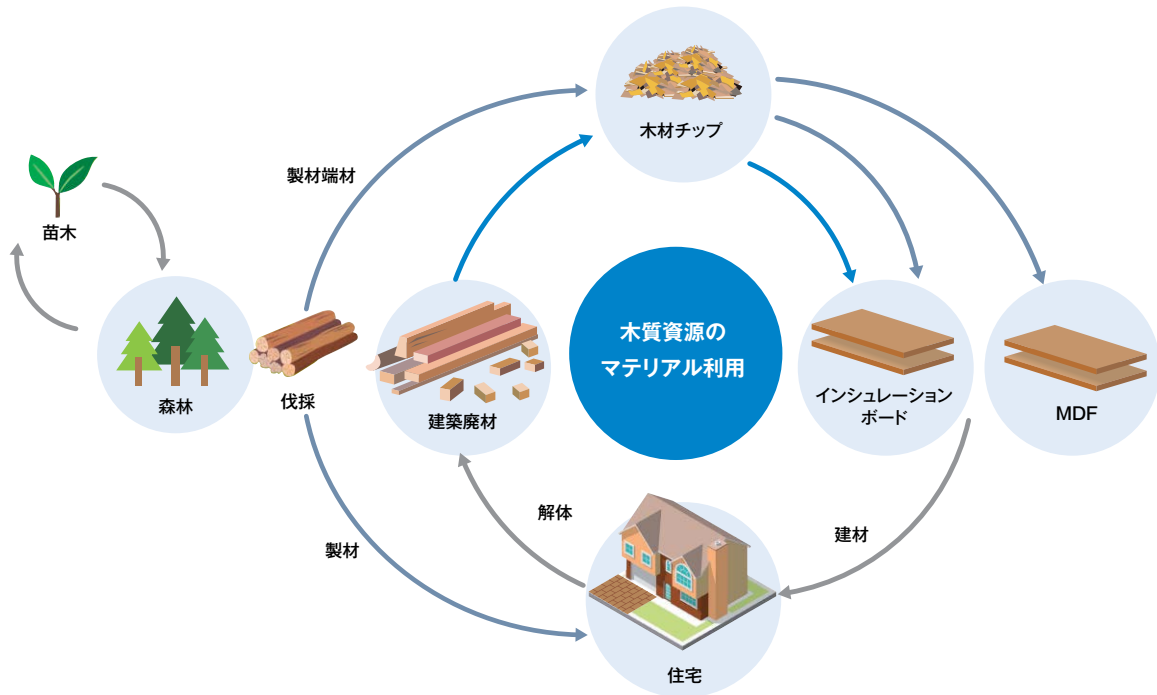 木材チップ
製材端材
苗木
木質資源の
マテリアル利用
森林
伐採
建築廃材
インシュレーション
ボード
MDF
解体
建材
製材
住宅